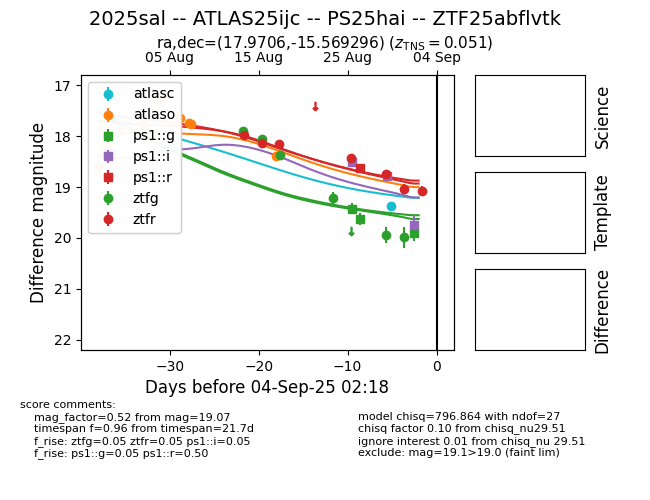 2025sal -- ATLAS25ijc -- PS25hai -- ZTF25abflvtk
ra,dec=(17.9706,-15.569296) (z_TNS = 0.051)
05 Aug 15 Aug 25 Aug 04 Sep
17
18
19
20
21
22
Difference magnitude
atlasc
atlaso
ps1::g
ps1::i
ps1::r
ztfg
ztfr
−30 −20 −10 0
Days before 04-Sep-25 02:18
Science
Template
Difference
score comments:
mag_factor=0.52 from mag=19.07
timespan f=0.96 from timespan=21.7d
f_rise: ztfg=0.05 ztfr=0.05 ps1::i=0.05
f_rise: ps1::g=0.05 ps1::r=0.50
model chisq=796.864 with ndof=27
chisq factor 0.10 from chisq_nu29.51
ignore interest 0.01 from chisq_nu 29.51
exclude: mag=19.1>19.0 (faint lim)